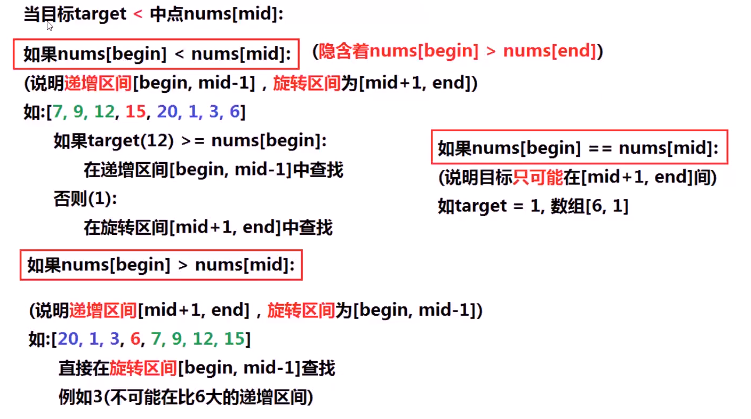 当目标target < 中点nums[mid]:
如果nums[begin] < nums[mid]: (隐含着nums[begin] > nums[end])
(说明递增区间[begin, mid-1] , 旋转区间为[mid+1, end])
如:[7, 9, 12, 15, 20, 1, 3, 6]
如果target(12) >= nums[begin]:
在递增区间[begin, mid-1]中查找
否则(1):
在旋转区间[mid+1, end]中查找
如果nums[begin] == nums[mid]:
(说明目标只可能在[mid+1, end]间)
如target = 1, 数组[6, 1]
如果nums[begin] > nums[mid]:
(说明递增区间[mid+1, end] , 旋转区间为[begin, mid-1])
如:[20, 1, 3, 6, 7, 9, 12, 15]
直接在旋转区间[begin, mid-1]查找
例如3(不可能在比6大的递增区间)